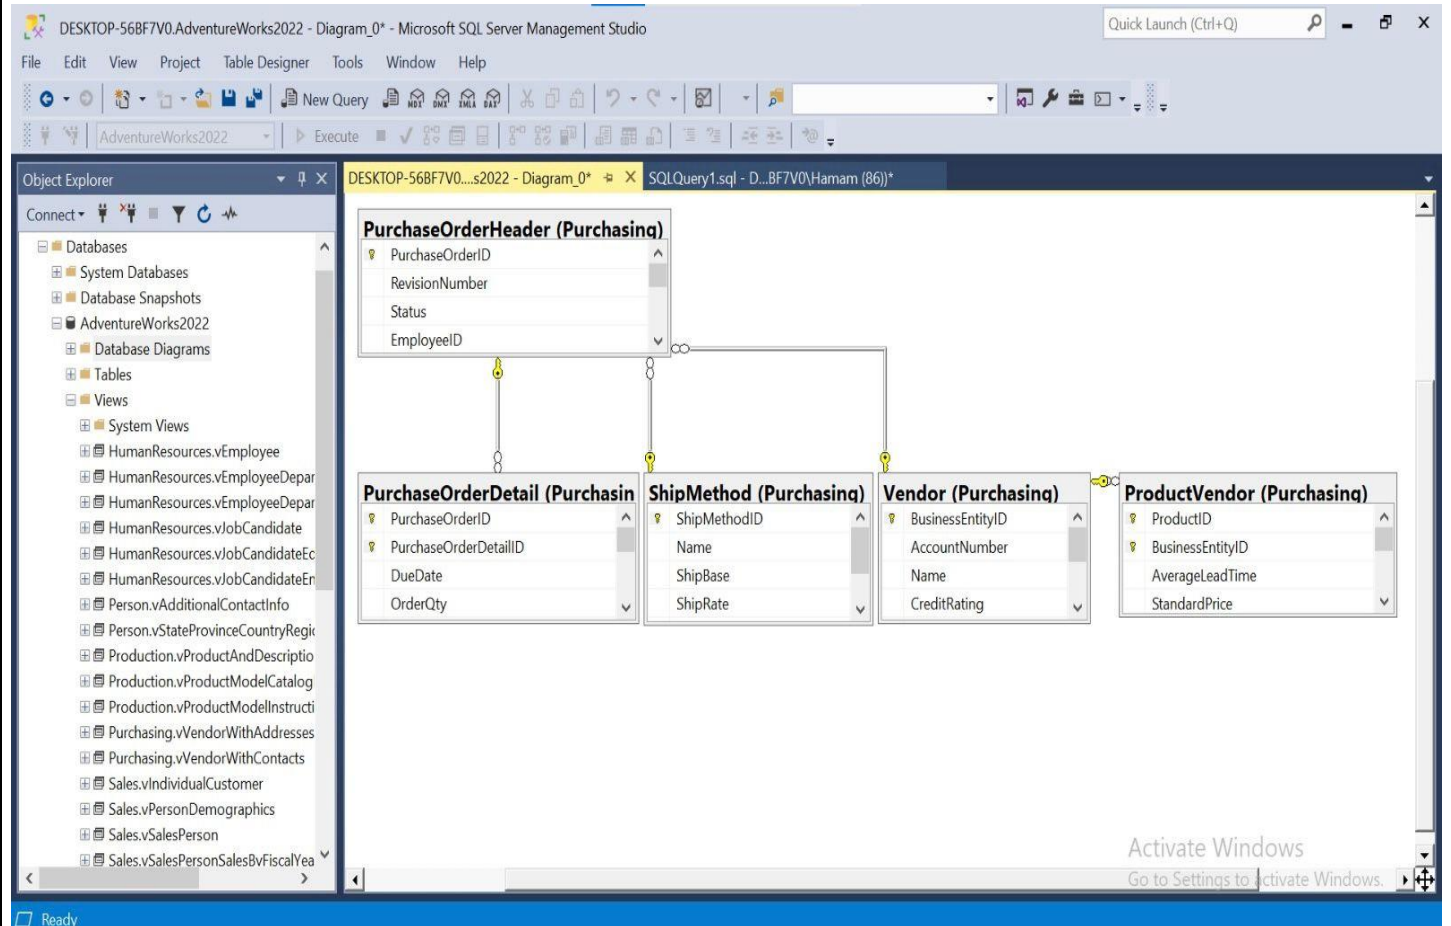 DESKTOP-56BF7V0.AdventureWorks2022 - Diagram_0* - Microsoft SQL Server Management Studio
Quick Launch (Ctrl+Q)
File Edit View Project Table Designer Tools Window Help
New Query MDX DMX XMLA DAX
AdventureWorks2022 Execute
Object Explorer
DESKTOP-56BF7V0....s2022 - Diagram_0*
SQLQuery1.sql - D...BF7V0\Hamam (86))*
Connect
Databases
System Databases
Database Snapshots
AdventureWorks2022
Database Diagrams
Tables
Views
System Views
HumanResources.vEmployee
HumanResources.vEmployeeDepar
HumanResources.vEmployeeDepar
HumanResources.vJobCandidate
HumanResources.vJobCandidateEc
HumanResources.vJobCandidateEn
Person.vAdditionalContactInfo
Person.vStateProvinceCountryRegic
Production.vProductAndDescriptio
Production.vProductModelCatalog
Production.vProductModelInstructi
Purchasing.vVendorWithAddresses
Purchasing.vVendorWithContacts
Sales.vIndividualCustomer
Sales.vPersonDemographics
Sales.vSalesPerson
Sales.vSalesPersonSalesByFiscalYea
PurchaseOrderHeader (Purchasing)
PurchaseOrderID
RevisionNumber
Status
EmployeeID
PurchaseOrderDetail (Purchasin
PurchaseOrderID
PurchaseOrderDetailID
DueDate
OrderQty
ShipMethod (Purchasing)
ShipMethodID
Name
ShipBase
ShipRate
Vendor (Purchasing)
BusinessEntityID
AccountNumber
Name
CreditRating
ProductVendor (Purchasing)
ProductID
BusinessEntityID
AverageLeadTime
StandardPrice
Activate Windows
Go to Settings to activate Windows.
Ready